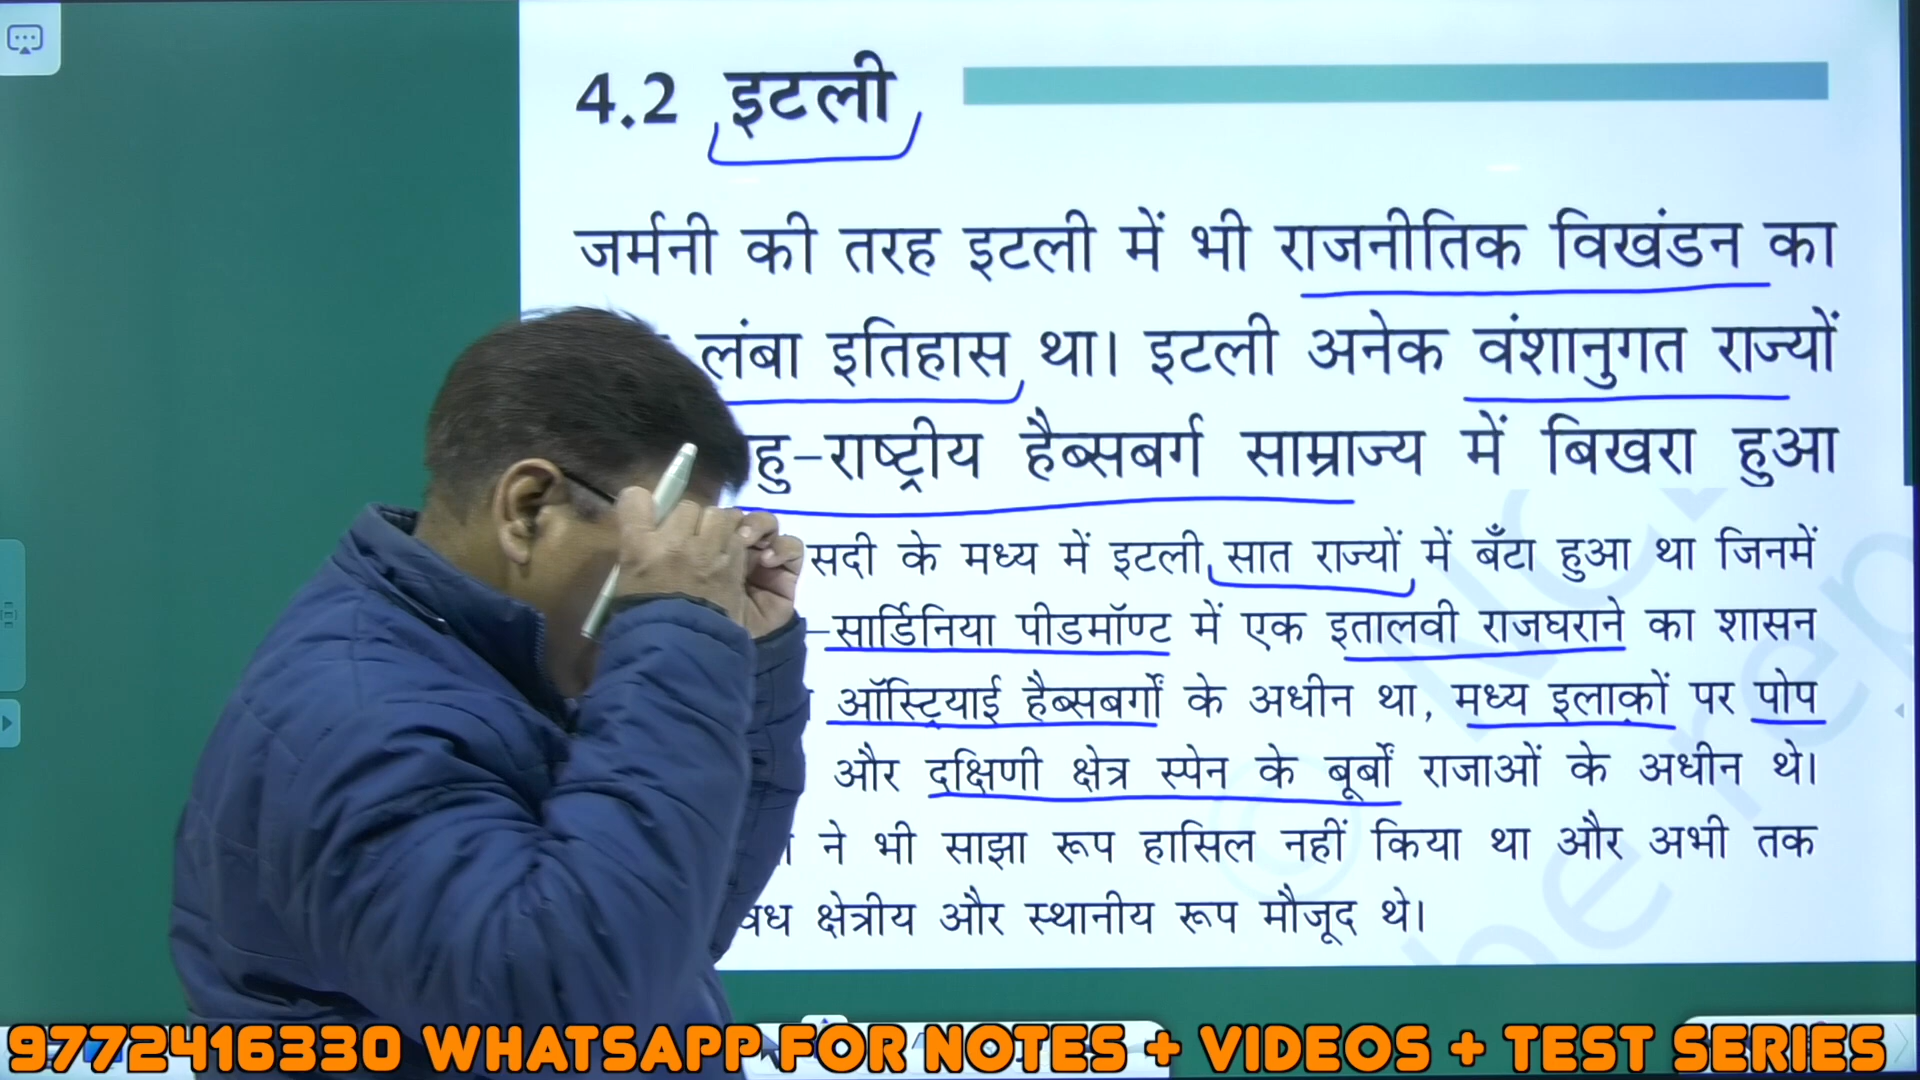 4.2 इटली
जर्मनी की तरह इटली में भी राजनीतिक विखंडन का
लंबा इतिहास था। इटली अनेक वंशानुगत राज्यों
हु-राष्ट्रीय हैब्सबर्ग साम्राज्य में बिखरा हुआ
सदी के मध्य में इटली सात राज्यों में बँटा हुआ था जिनमें
–सार्डिनिया पीडमॉण्ट में एक इतालवी राजघराने का शासन
ऑस्ट्रियाई हैब्सबर्गों के अधीन था, मध्य इलाकों पर पोप
और दक्षिणी क्षेत्र स्पेन के बूर्बों राजाओं के अधीन थे।
ने भी साझा रूप हासिल नहीं किया था और अभी तक
वध क्षेत्रीय और स्थानीय रूप मौजूद थे।
9772416330 WHATSAPP FOR NOTES + VIDEOS + TEST SERIES